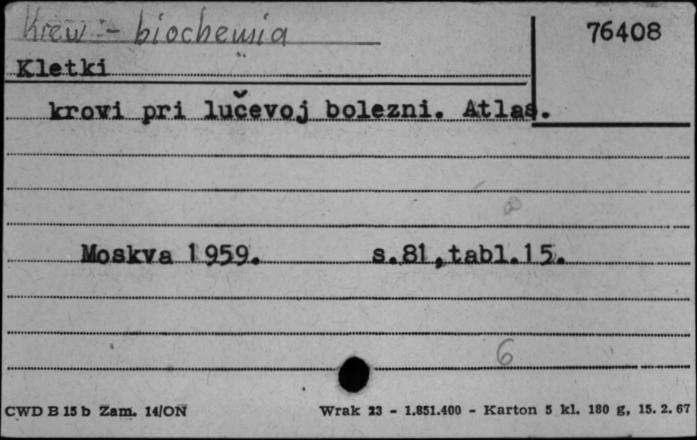 Krew - biochemia
76408
Kletki
krovi pri lučevoj bolezni. Atlas.
Moskva 1959. s.81,tabl.15.
6
CWD B 15 b Zam. 14/ON Wrak 23 - 1.851.400 - Karton 5 kl. 180 g, 15. 2. 67